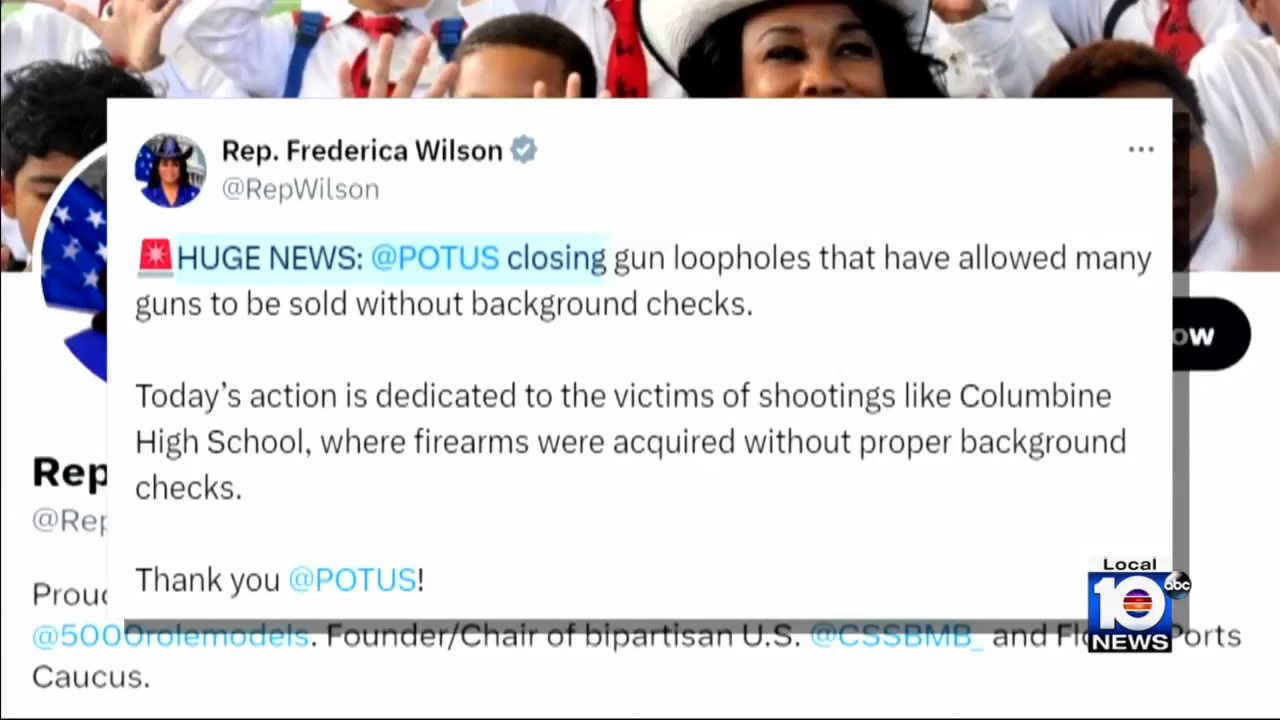 Rep. Frederica Wilson
@RepWilson
HUGE NEWS: @POTUS closing gun loopholes that have allowed many
guns to be sold without background checks.
Today's action is dedicated to the victims of shootings like Columbine
High School, where firearms were acquired without proper background
checks.
Thank you @POTUS!
ow
Rep
@Rep
Proud
@5000rolemodels. Founder/Chair of bipartisan U.S. @CSSBMB_ and Flo Ports
Caucus.
Local
10
abc
NEWS